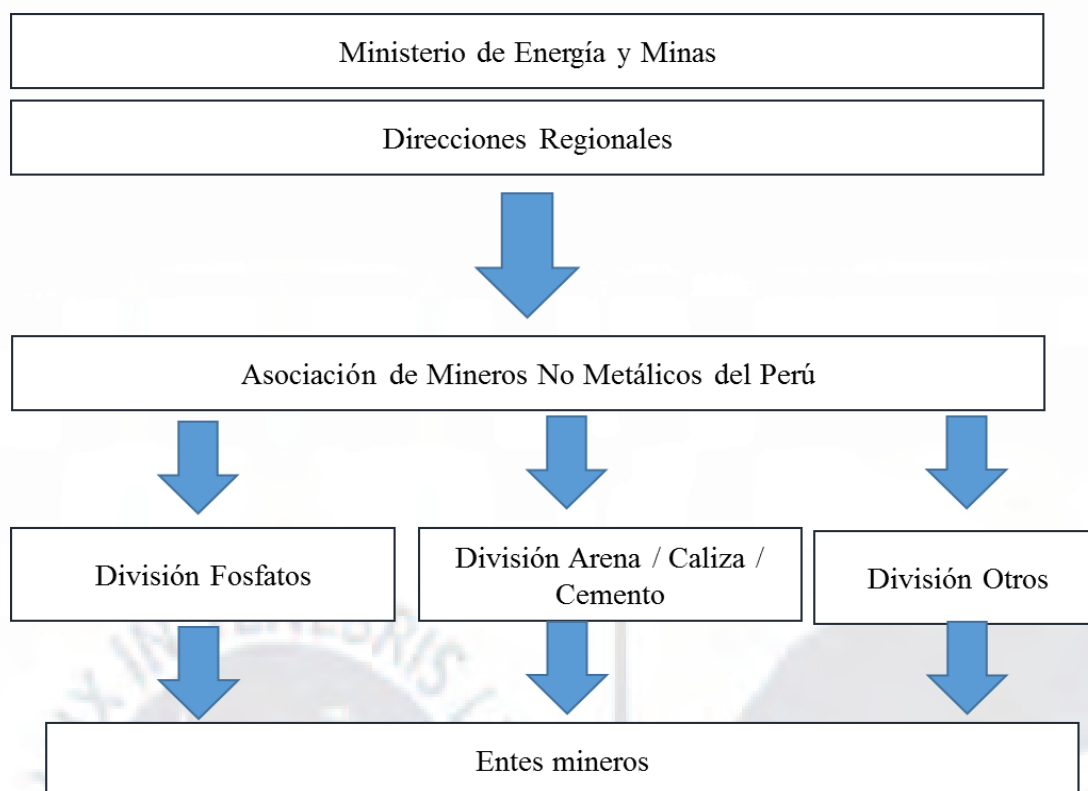 Ministerio de Energía y Minas
Direcciones Regionales
Asociación de Mineros No Metálicos del Perú
División Fosfatos
División Arena / Caliza /
Cemento
División Otros
Entes mineros